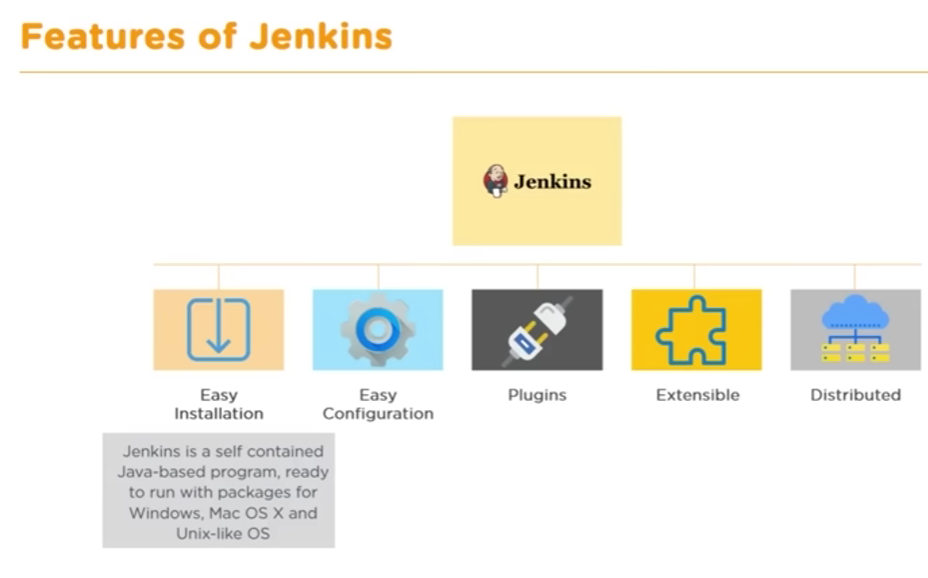 Features of Jenkins
Jenkins
Easy
Installation
Easy
Configuration
Plugins
Extensible
Distributed
Jenkins is a self contained
Java-based program, ready
to run with packages for
Windows, Mac OS X and
Unix-like OS